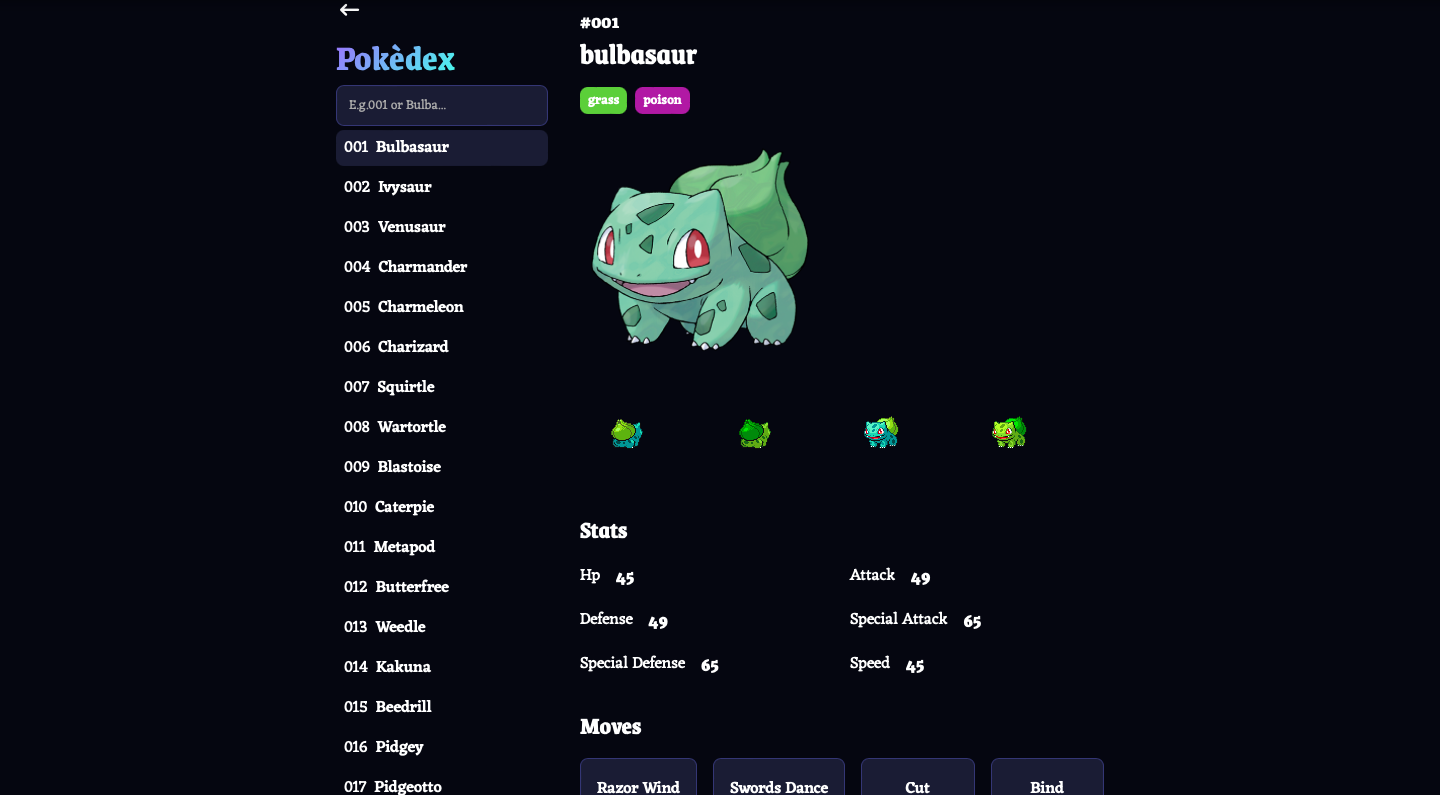 Pokèdex
E.g.001 or Bulba...
001 Bulbasaur
002 Ivysaur
003 Venusaur
004 Charmander
005 Charmeleon
006 Charizard
007 Squirtle
008 Wartortle
009 Blastoise
010 Caterpie
011 Metapod
012 Butterfree
013 Weedle
014 Kakuna
015 Beedrill
016 Pidgey
017 Pidgeotto
#001
bulbasaur
grass poison
Stats
Hp 45 Attack 49
Defense 49 Special Attack 65
Special Defense 65 Speed 45
Moves
Razor Wind Swords Dance Cut Bind